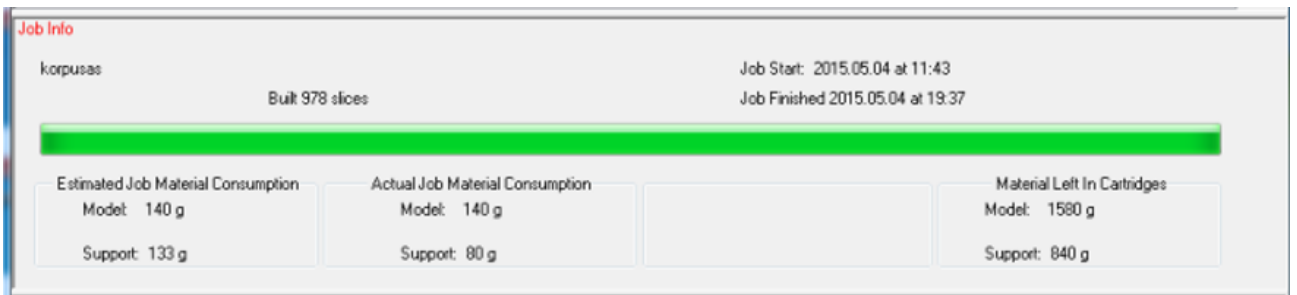 Job Info
korpusas
Job Start: 2015.05.04 at 11:43
Built 978 slices
Job Finished 2015.05.04 at 19:37
Estimated Job Material Consumption
Model: 140 g
Support: 133 g
Actual Job Material Consumption
Model: 140 g
Support: 80 g
Material Left In Cartridges
Model: 1580 g
Support: 840 g